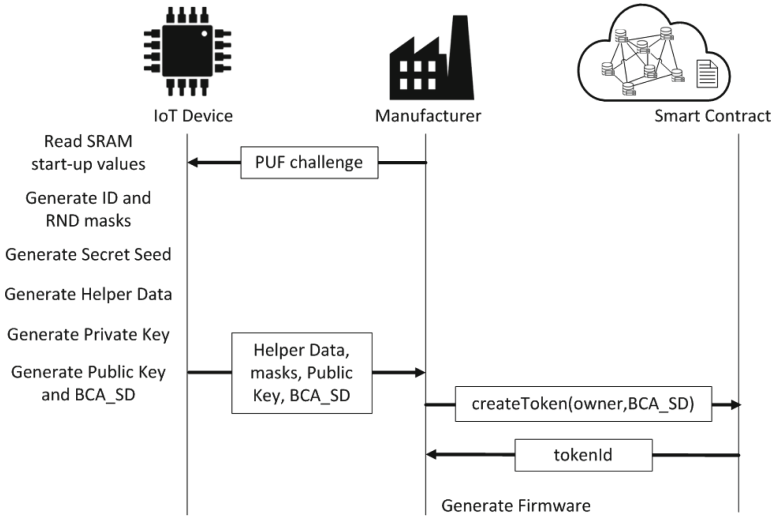 IoT Device
Manufacturer
Smart Contract
Read SRAM
start-up values
PUF challenge
Generate ID and
RND masks
Generate Secret Seed
Generate Helper Data
Generate Private Key
Generate Public Key
and BCA_SD
Helper Data,
masks, Public
Key, BCA_SD
createToken(owner,BCA_SD)
tokenId
Generate Firmware